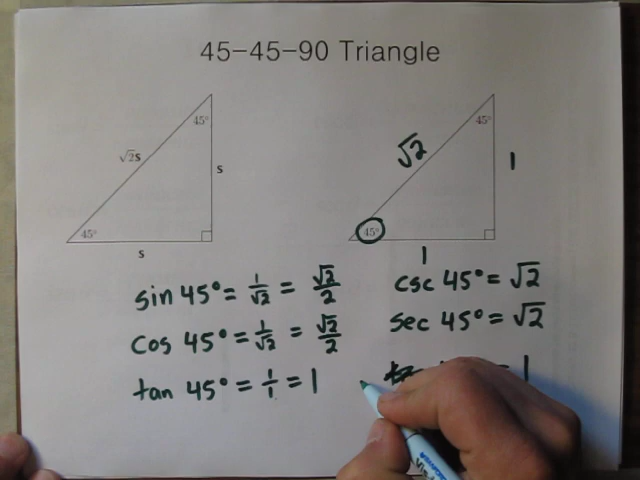 45-45-90 Triangle
45°
√2s
s
45°
s
45°
√2
1
45°
1
sin 45° = 1/√2 = √2/2
csc 45° = √2
cos 45° = 1/√2 = √2/2
sec 45° = √2
tan 45° = 1/1 = 1
= 1